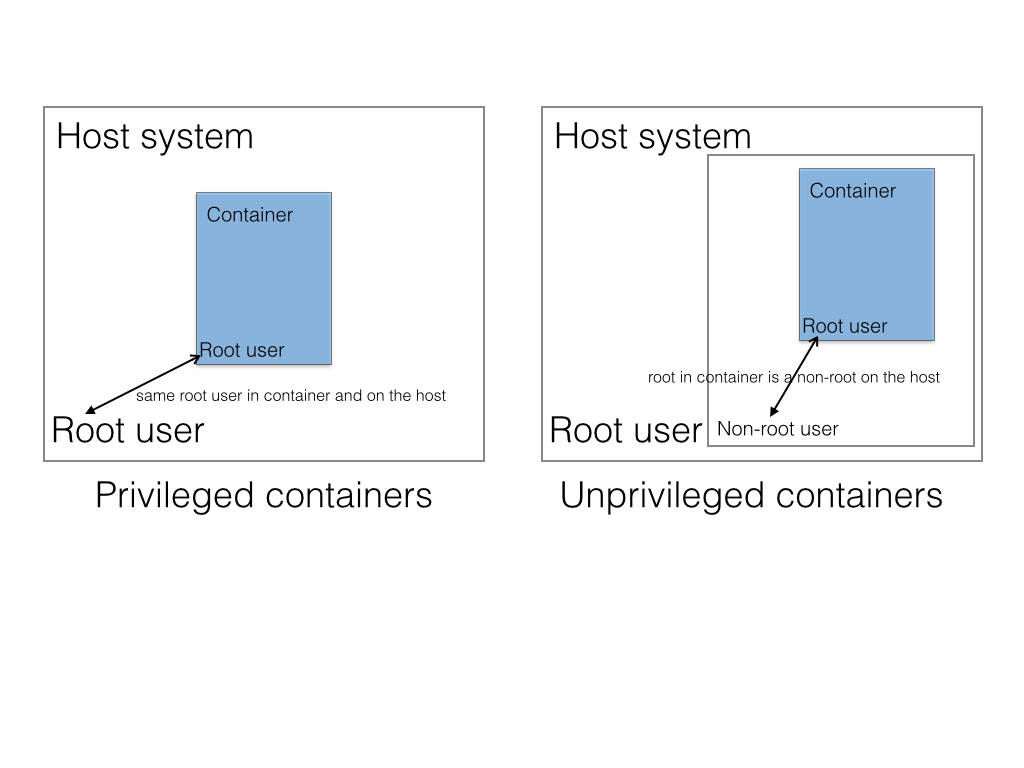 Host system
Container
Root user
same root user in container and on the host
Root user
Privileged containers
Host system
Container
Root user
root in container is a non-root on the host
Root user
Non-root user
Unprivileged containers